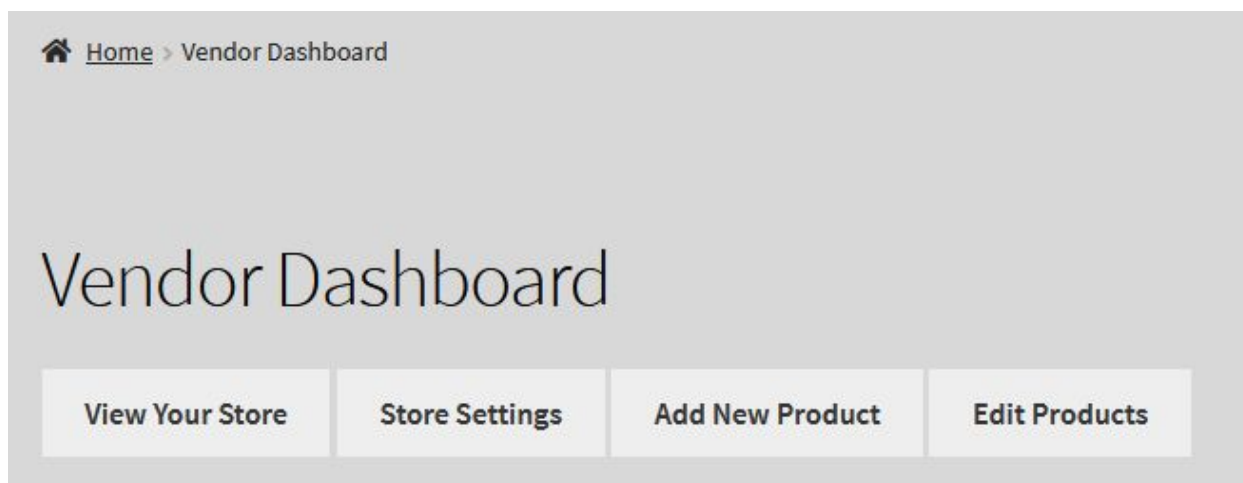 Home > Vendor Dashboard
Vendor Dashboard
View Your Store Store Settings Add New Product Edit Products